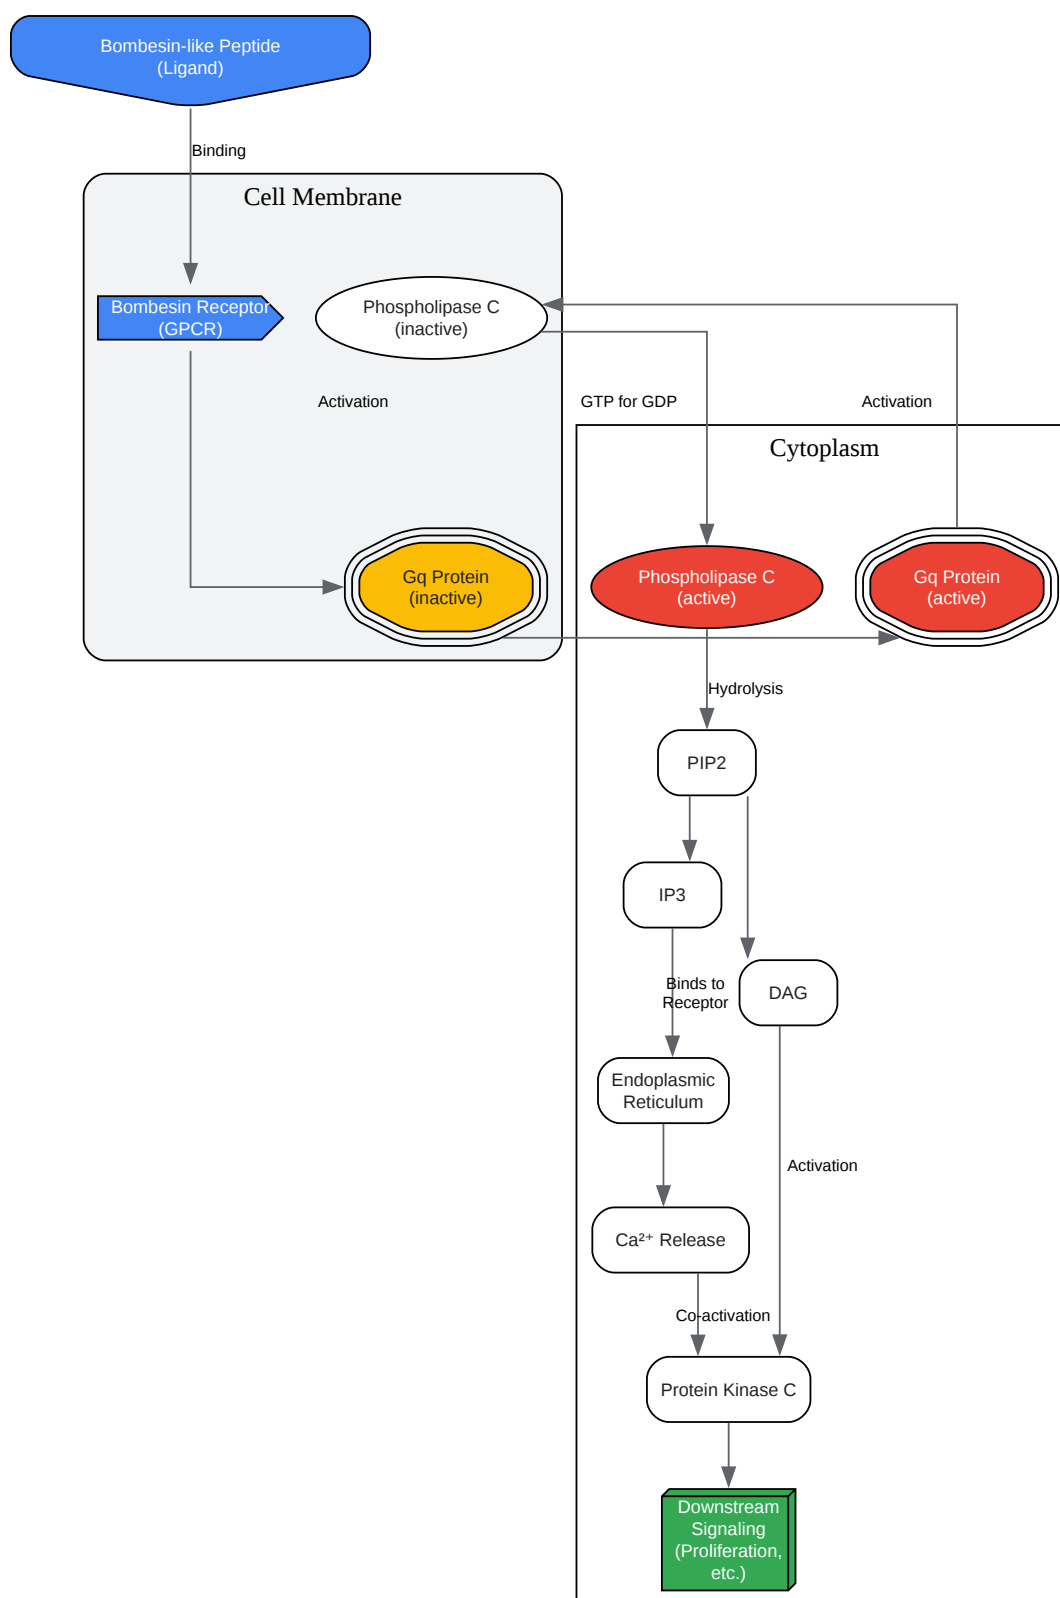 Bombesin-like Peptide
(Ligand)
Binding
Cell Membrane
Bombesin Receptor
(GPCR)
Phospholipase C
(inactive)
Activation
GTP for GDP
Activation
Cytoplasm
Gq Protein
(inactive)
Phospholipase C
(active)
Gq Protein
(active)
Hydrolysis
PIP2
IP3
Binds to
Receptor
DAG
Endoplasmic
Reticulum
Activation
Ca²⁺ Release
Co-activation
Protein Kinase C
Downstream
Signaling
(Proliferation,
etc.)